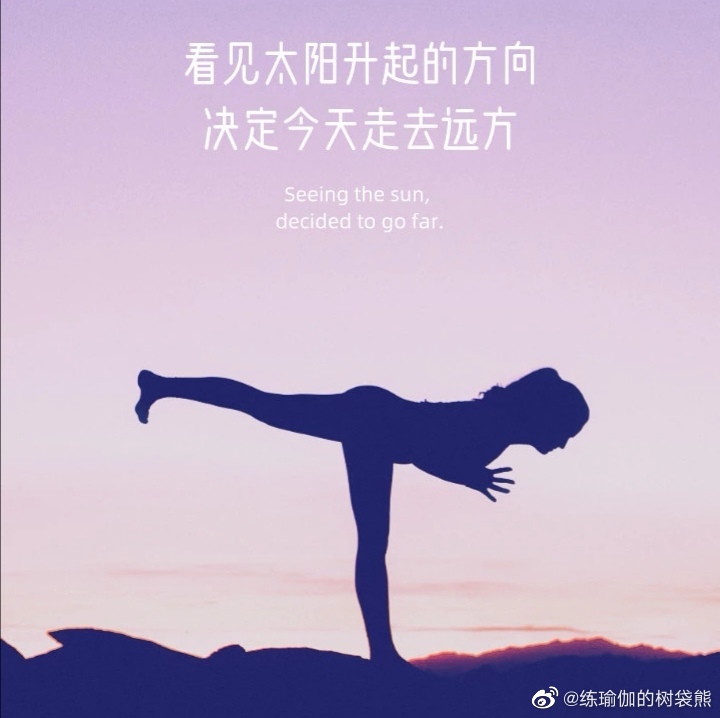 看见太阳升起的方向
决定今天走去远方
Seeing the sun,
decided to go far.
@练瑜伽的树袋熊